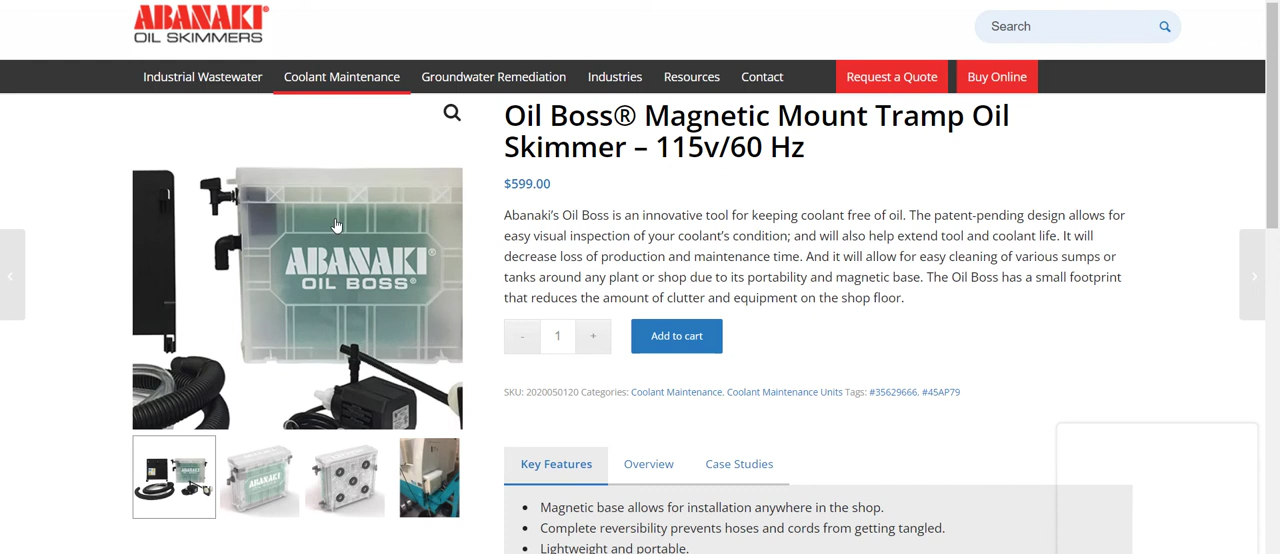 ABANAKI®
OIL SKIMMERS
Search
Industrial Wastewater
Coolant Maintenance
Groundwater Remediation
Industries
Resources
Contact
Request a Quote
Buy Online
Oil Boss® Magnetic Mount Tramp Oil
Skimmer – 115v/60 Hz
$599.00
Abanaki’s Oil Boss is an innovative tool for keeping coolant free of oil. The patent-pending design allows for
easy visual inspection of your coolant’s condition; and will also help extend tool and coolant life. It will
decrease loss of production and maintenance time. And it will allow for easy cleaning of various sumps or
tanks around any plant or shop due to its portability and magnetic base. The Oil Boss has a small footprint
that reduces the amount of clutter and equipment on the shop floor.
ABANAKI®
OIL BOSS®
- 1 +
Add to cart
SKU: 2020050120 Categories: Coolant Maintenance, Coolant Maintenance Units Tags: #35629666, #45AP79
Key Features
Overview
Case Studies
• Magnetic base allows for installation anywhere in the shop.
• Complete reversibility prevents hoses and cords from getting tangled.
• Lightweight and portable.